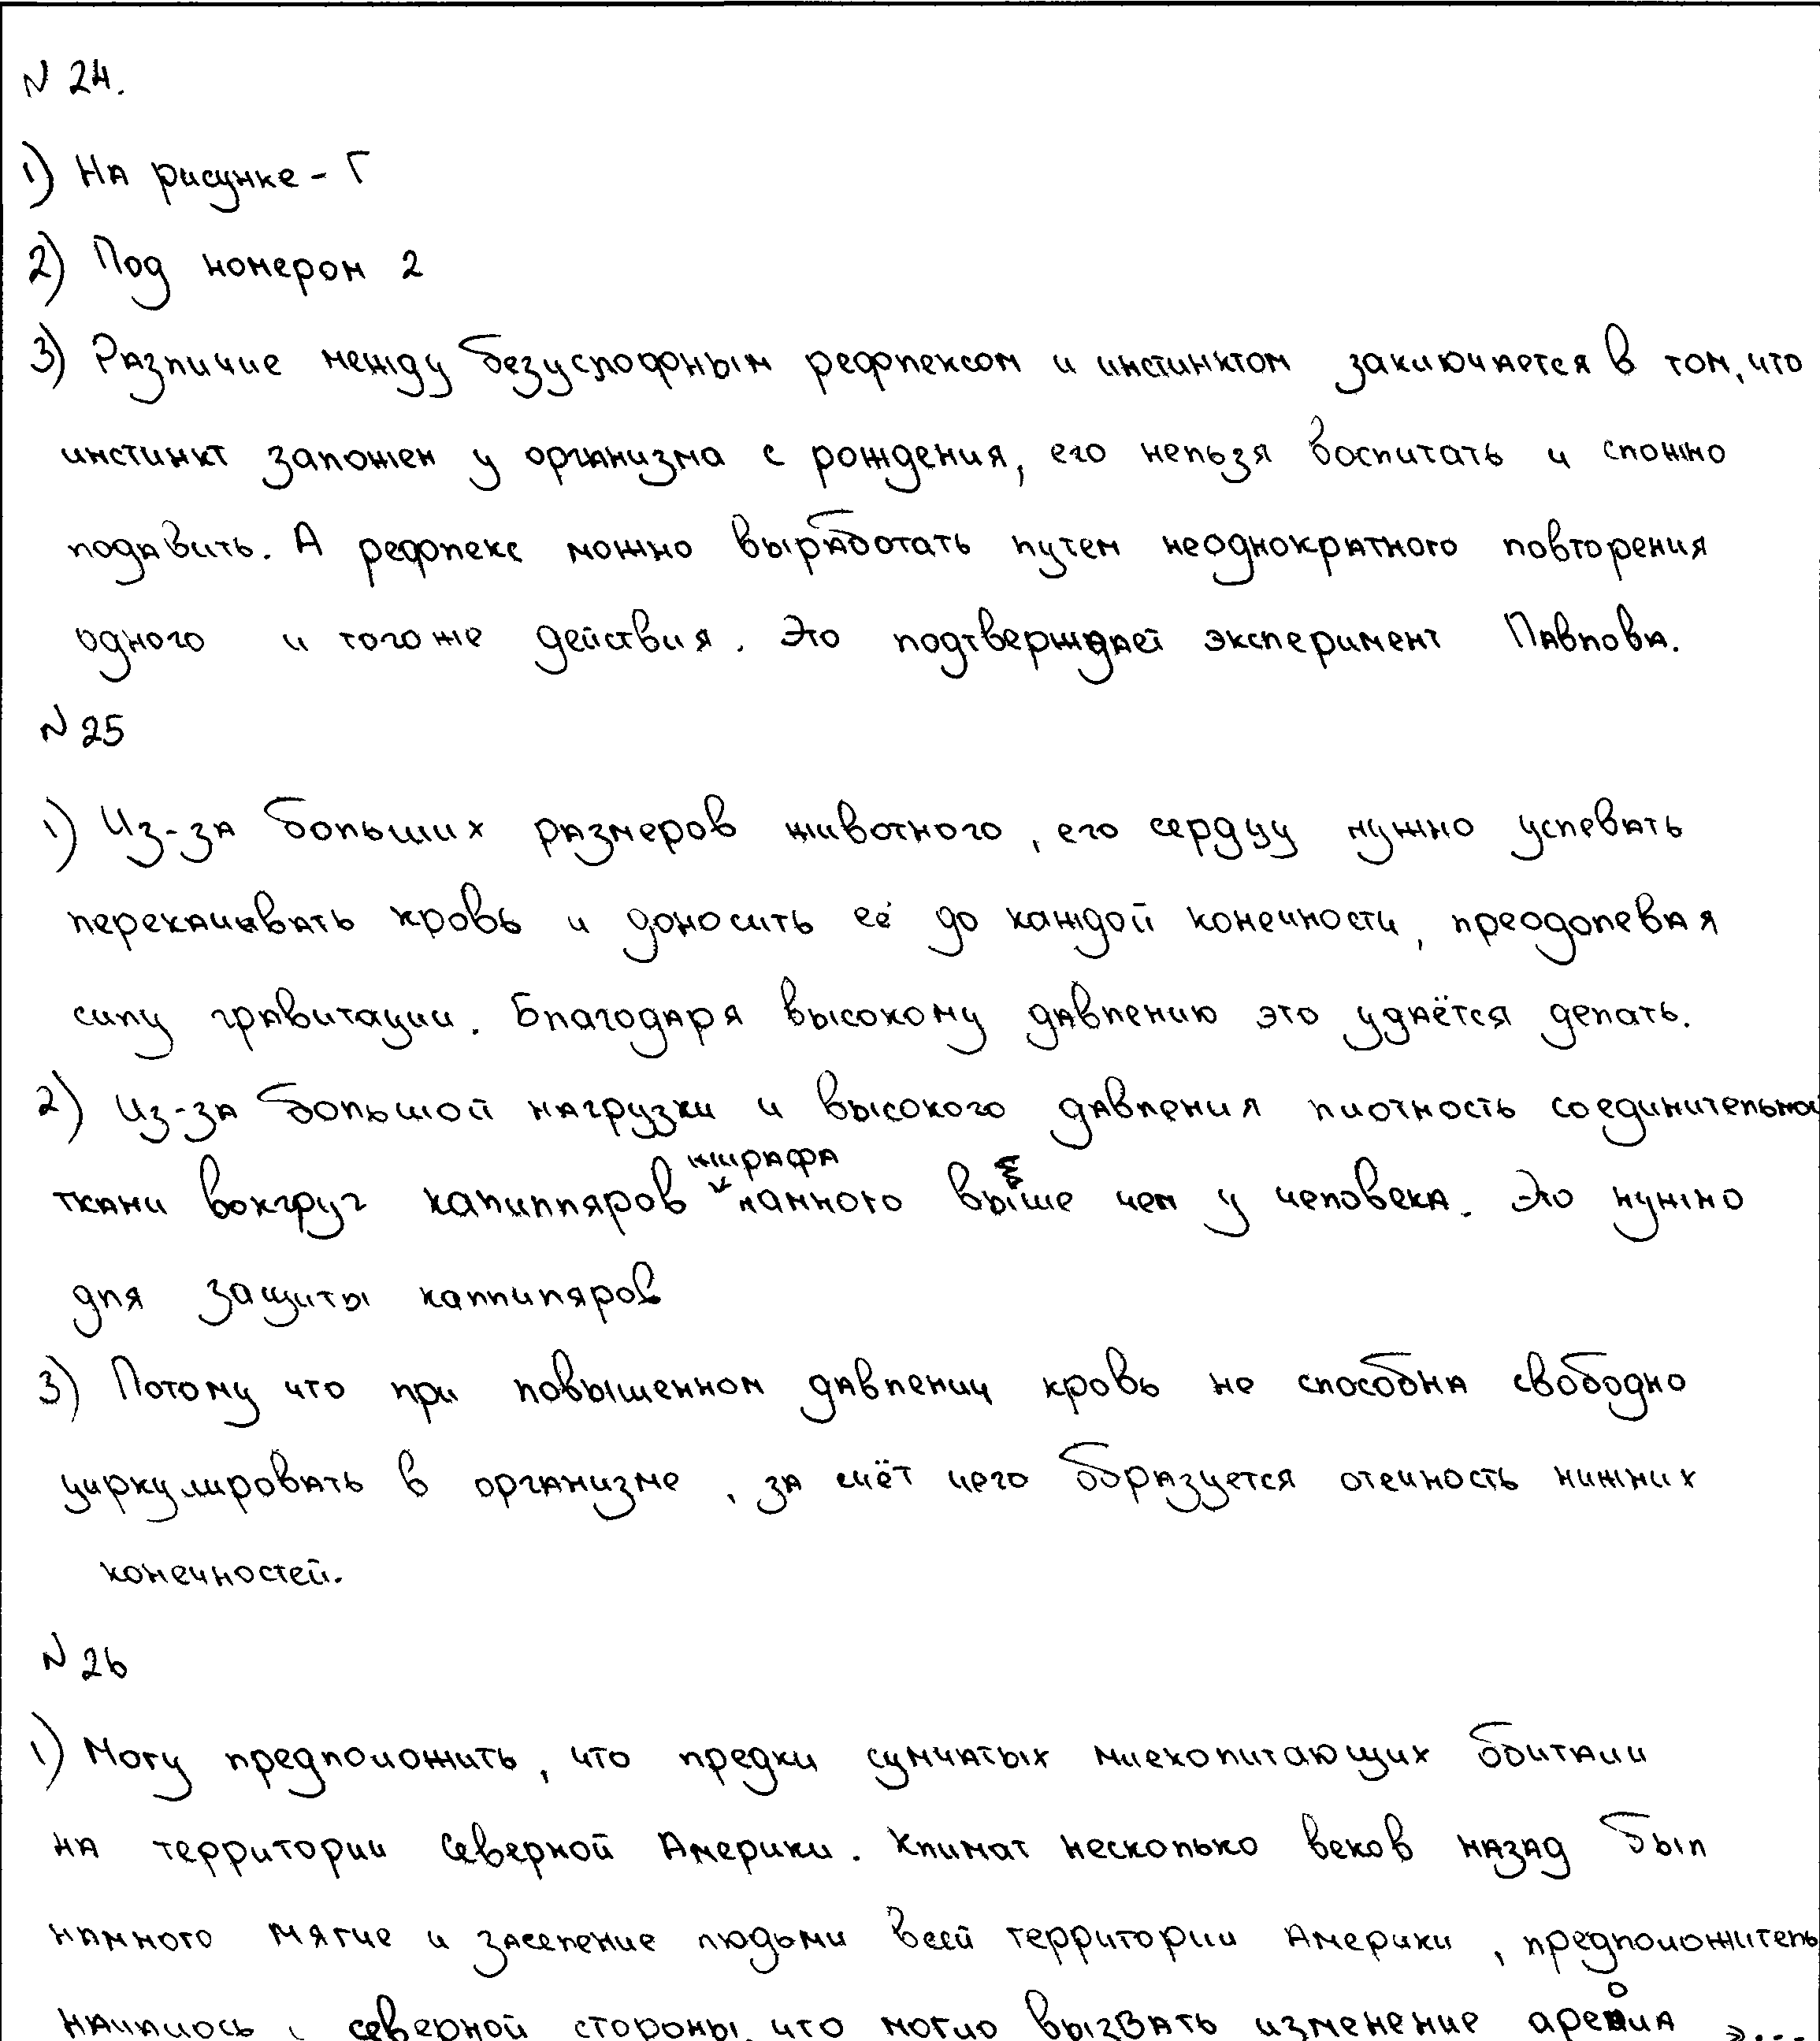 N 24.
1) На рисунке - Г
2) Под номером 2
3) Различие между безуслофным рефлексом и инстинктом заключается в том, что
инстинкт заложен у организма с рождения, его нельзя воспитать и сложно
подавить. А рефлекс можно выработать путем неоднократного повторения
одного и того же действия. Это подтверждает эксперимент Павлова.
N 25
1) Из-за больших размеров животного, его сердцу нужно успевать
перекачивать кровь и доносить её до каждой конечности, преодолевая
силу гравитации. Благодаря высокому давлению это удаётся делать.
2) Из-за большой нагрузки и высокого давления плотность соединительной
жирафа
ткани вокгруг капилляров намного выше чем у человека. Это нужно
для защиты каппиляров
3) Потому что при повышенном давлении кровь не способна свободно
циркулировать в организме, за счёт чего образуется отечность нижних
конечностей.
N 26
1) Могу предположить, что предки сумчатых млекопитающих обитали
на территории Северной Америки. Климат несколько веков назад был
намного мягче и заселение людьми всей территории Америки, предположитель
началось с северной стороны, что могло вызвать изменение ареола